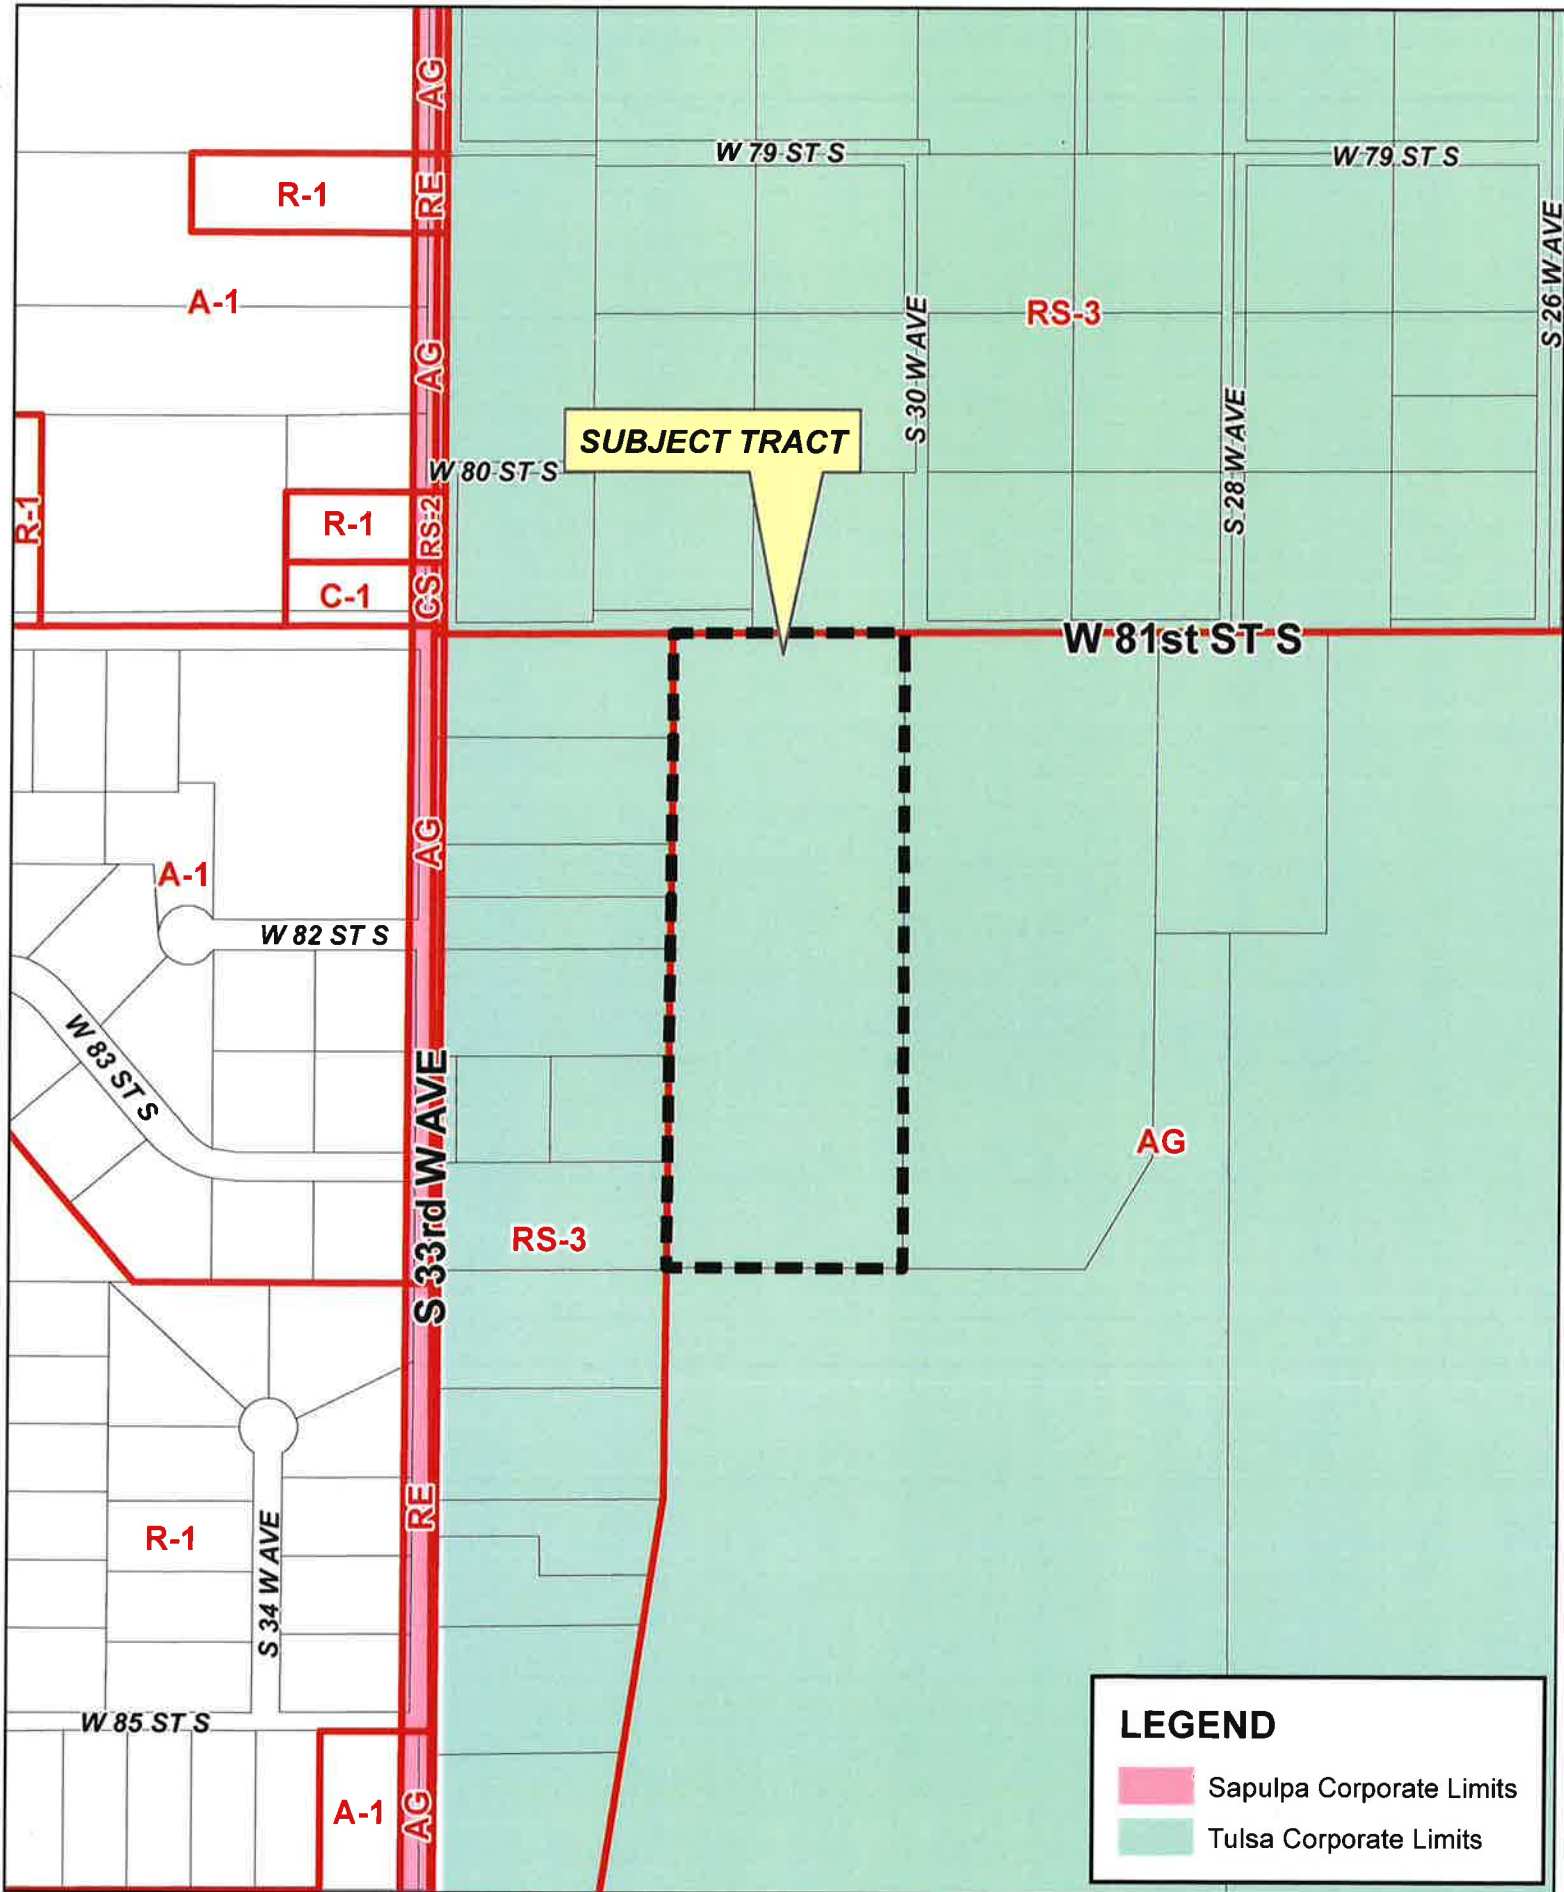 AG
W 79 ST S
W 79 ST S
R-1
RE
S 26 W AVE
A-1
RS-3
AG
S 30 W AVE
S 28 W AVE
SUBJECT TRACT
W 80 ST S
R-1
R-1
RS-2
C-1
CS
W 81st ST S
AG
A-1
W 82 ST S
W 83 ST S
S 33rd W AVE
AG
RS-3
RE
R-1
S 34 W AVE
W 85 ST S
A-1
AG
LEGEND
Sapulpa Corporate Limits
Tulsa Corporate Limits